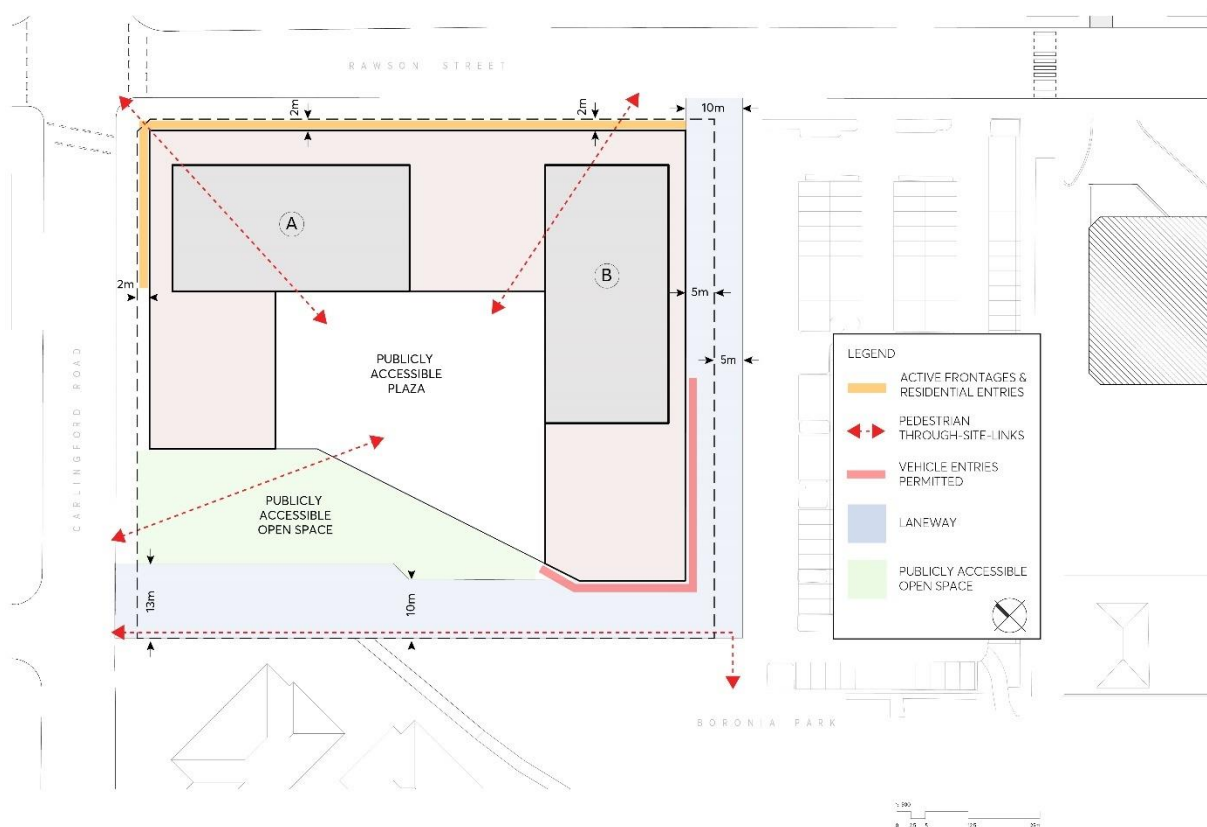 RAWSON STREET
2m
2m
10m
A
B
2m
5m
5m
PUBLICLY
ACCESSIBLE
PLAZA
CARLINGFORD ROAD
PUBLICLY
ACCESSIBLE
OPEN SPACE
13m
10m
LEGEND
ACTIVE FRONTAGES &
RESIDENTIAL ENTRIES
PEDESTRIAN
THROUGH-SITE-LINKS
VEHICLE ENTRIES
PERMITTED
LANEWAY
PUBLICLY ACCESSIBLE
OPEN SPACE
BORONIA PARK